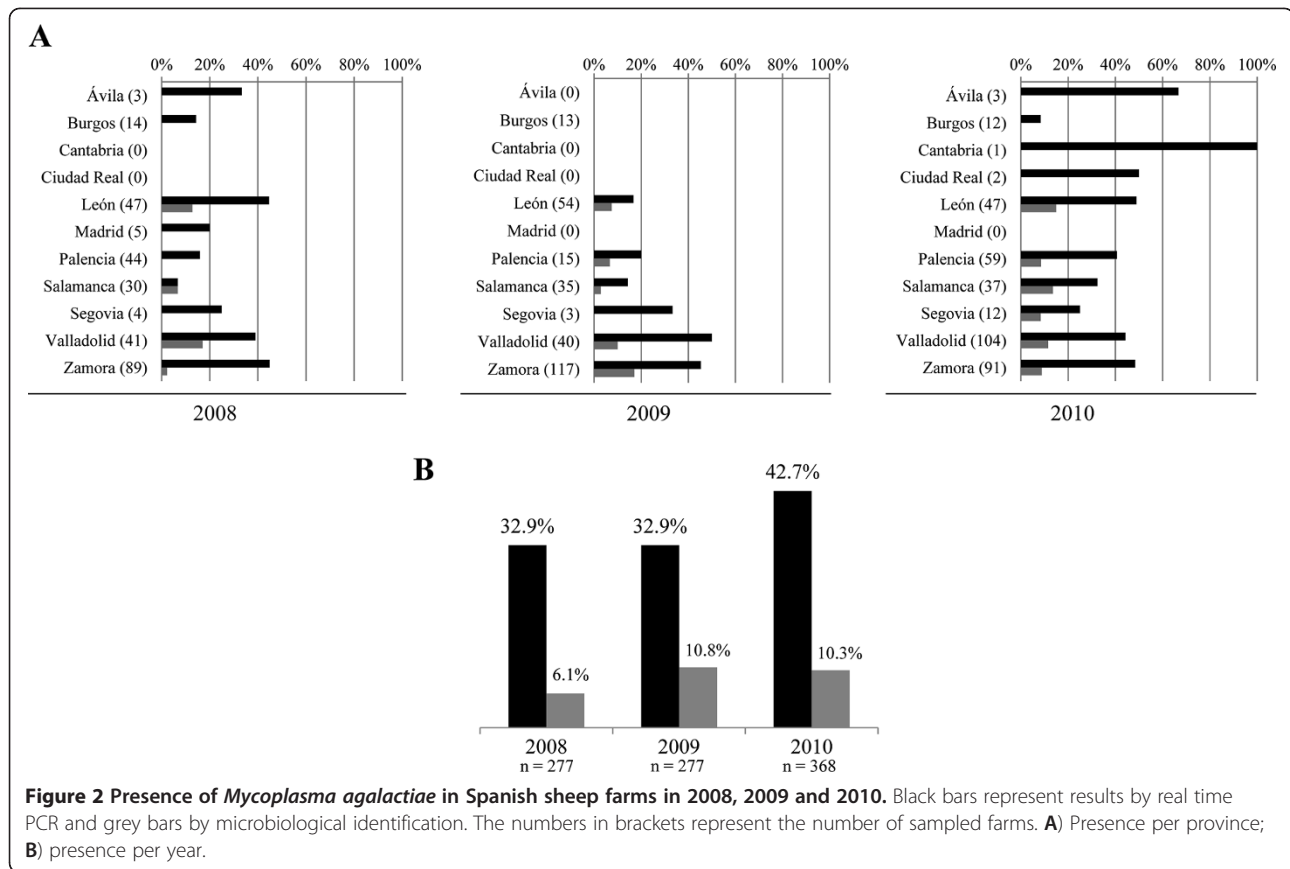 A
0% 20% 40% 60% 80% 100%
Ávila (3)
Burgos (14)
Cantabria (0)
Ciudad Real (0)
León (47)
Madrid (5)
Palencia (44)
Salamanca (30)
Segovia (4)
Valladolid (41)
Zamora (89)
2008
0% 20% 40% 60% 80% 100%
Ávila (0)
Burgos (13)
Cantabria (0)
Ciudad Real (0)
León (54)
Madrid (0)
Palencia (15)
Salamanca (35)
Segovia (3)
Valladolid (40)
Zamora (117)
2009
0% 20% 40% 60% 80% 100%
Ávila (3)
Burgos (12)
Cantabria (1)
Ciudad Real (2)
León (47)
Madrid (0)
Palencia (59)
Salamanca (37)
Segovia (12)
Valladolid (104)
Zamora (91)
2010
B
32.9% 6.1%
32.9% 10.8%
42.7% 10.3%
2008 2009 2010
n = 277 n = 277 n = 368
Figure 2 Presence of Mycoplasma agalactiae in Spanish sheep farms in 2008, 2009 and 2010. Black bars represent results by real time
PCR and grey bars by microbiological identification. The numbers in brackets represent the number of sampled farms. A) Presence per province;
B) presence per year.